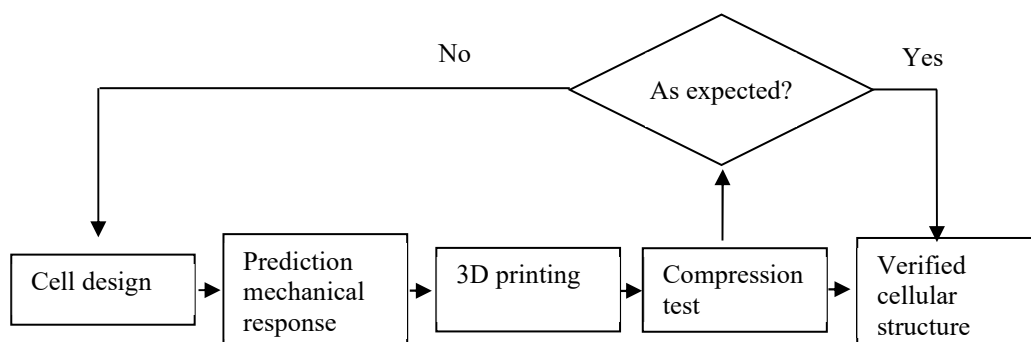 No
Yes
As expected?
Cell design
Prediction
mechanical
response
3D printing
Compression
test
Verified
cellular
structure